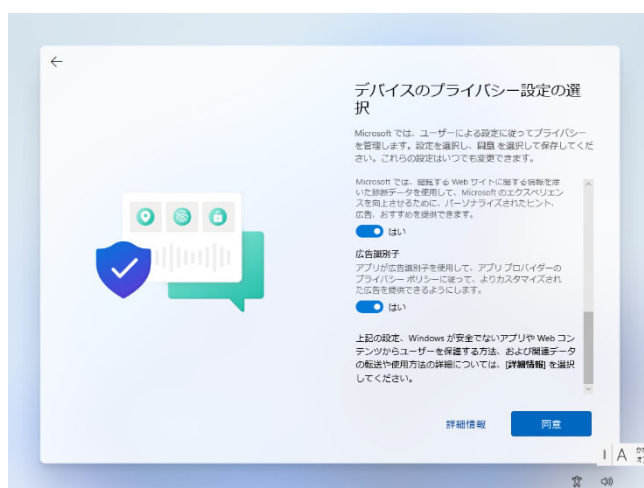 デバイスのプライバシー設定の選
択
Microsoft では、ユーザーによる設定に従ってプライバシー
を管理します。設定を選択し、同意 を選択して保存してくだ
さい。これらの設定はいつでも変更できます。
Microsoft では、閲覧する Web サイトに関する情報を除
いた診断データを使用して、Microsoft のエクスペリエン
スを向上させるために、パーソナライズされたヒント、
広告、おすすめを提供できます。
はい
広告識別子
アプリが広告識別子を使用して、アプリ プロバイダーの
プライバシー ポリシーに従って、よりカスタマイズされ
た広告を提供できるようにします。
はい
上記の設定、Windows が安全でないアプリや Web コン
テンツからユーザーを保護する方法、および関連データ
の転送や使用方法の詳細については、[詳細情報] を選択
してください。
詳細情報
同意
A